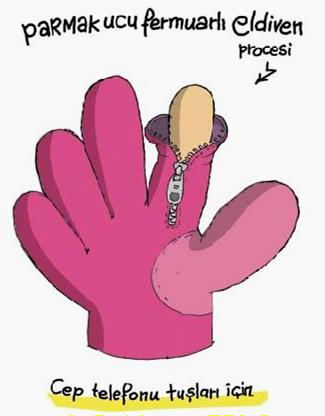 PARMAK ucu fermuarlı eldiven
procesi
Cep telefonu tuşları için